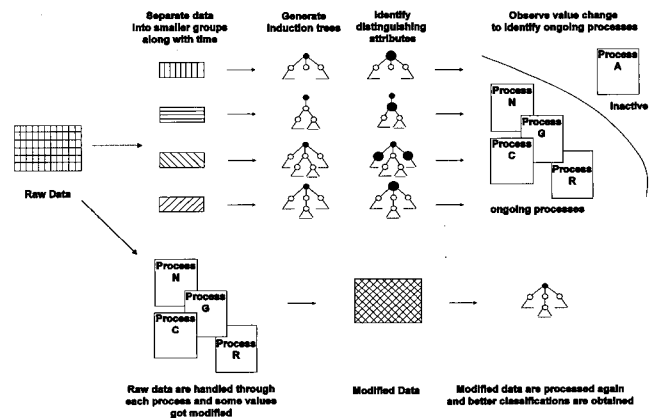 Separate data
into smaller groups
along with time
Generate
induction trees
Identify
distinguishing
attributes
Observe value change
to identify ongoing processes
Process
A
Inactive
Process
N
Process
G
Process
C
Process
R
ongoing processes
Raw Data
Process
N
Process
G
Process
C
Process
R
Raw data are handled through
each process and some values
got modified
Modified Data
Modified data are processed again
and better classifications are obtained